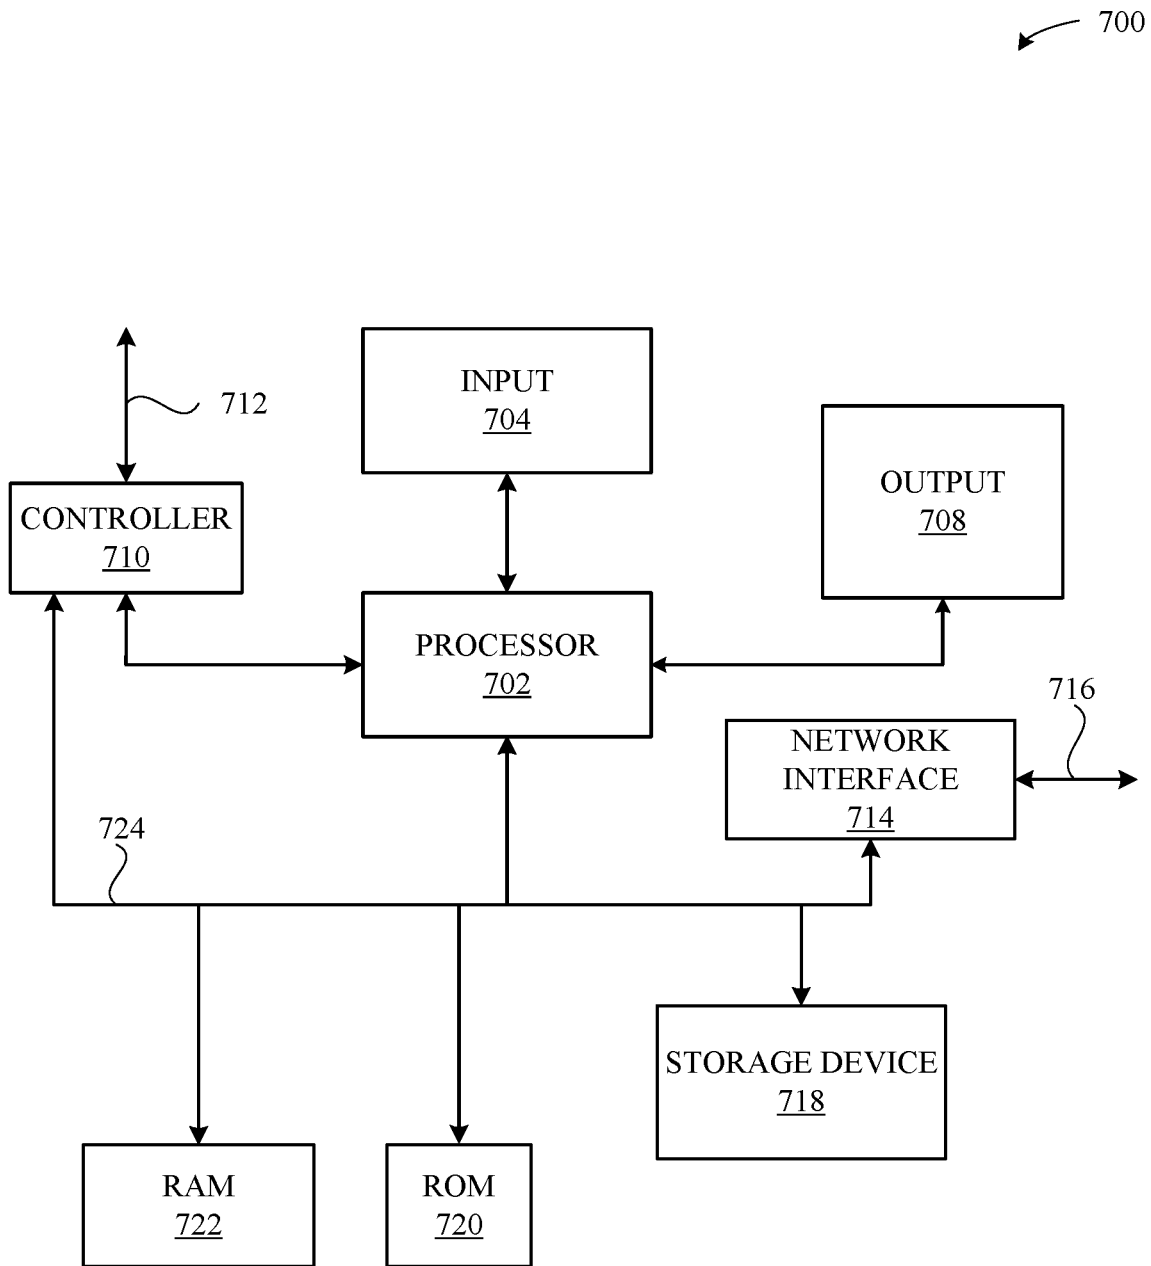 700
INPUT
704
712
OUTPUT
708
CONTROLLER
710
PROCESSOR
702
716
NETWORK
INTERFACE
714
724
STORAGE DEVICE
718
RAM
722
ROM
720